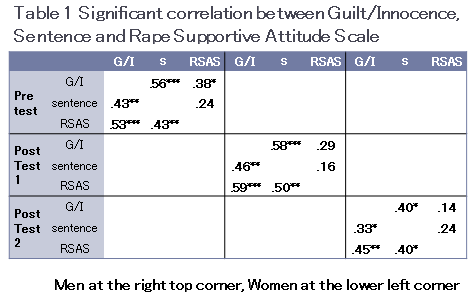 Table 1 Significant correlation between Guilt/Innocence,
Sentence and Rape Supportive Attitude Scale
G/I s RSAS G/I s RSAS G/I s RSAS
Pre test
G/I .56*** .38*
sentence .43** .24
RSAS .53*** .43**
Post Test 1
G/I .58*** .29
sentence .46** .16
RSAS .59*** .50**
Post Test 2
G/I .40* .14
sentence .33* .24
RSAS .45** .40*
Men at the right top corner, Women at the lower left corner